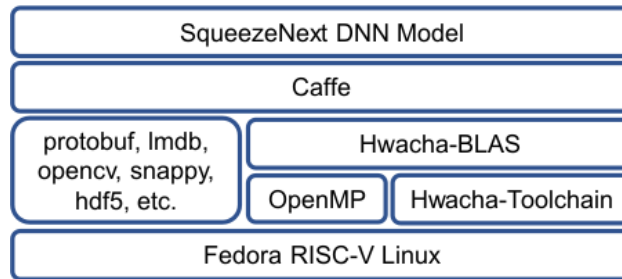 SqueezeNext DNN Model
Caffe
protobuf, lmdb,
opencv, snappy,
hdf5, etc.
Hwacha-BLAS
OpenMP
Hwacha-Toolchain
Fedora RISC-V Linux